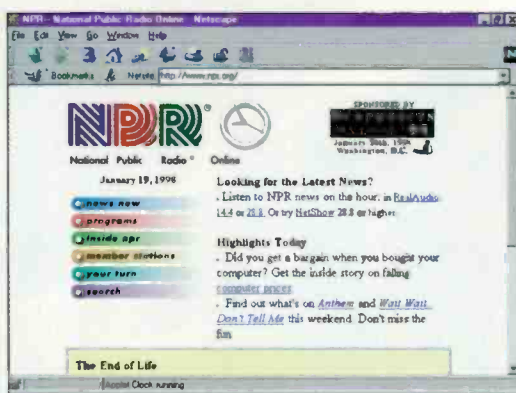 NPR - National Public Radio Online - Netscape
File Edit View Go Window Help
Bookmarks Netsite http://www.npr.org/
NPR®
National Public Radio® Online
SPONSORED BY
January 30th, 1998
Washington, D.C.
January 19, 1998
news now
programs
inside npr
member stations
your turn
search
Looking for the Latest News?
. Listen to NPR news on the hour, in RealAudio
14.4 or 28.8. Or try NetShow 28.8 or higher.
Highlights Today
. Did you get a bargain when you bought your
computer? Get the inside story on falling
computer prices.
. Find out what's on Anthem and Wait Wait
Don't Tell Me this weekend. Don't miss the
fun.
The End of Life
Applet Clock running